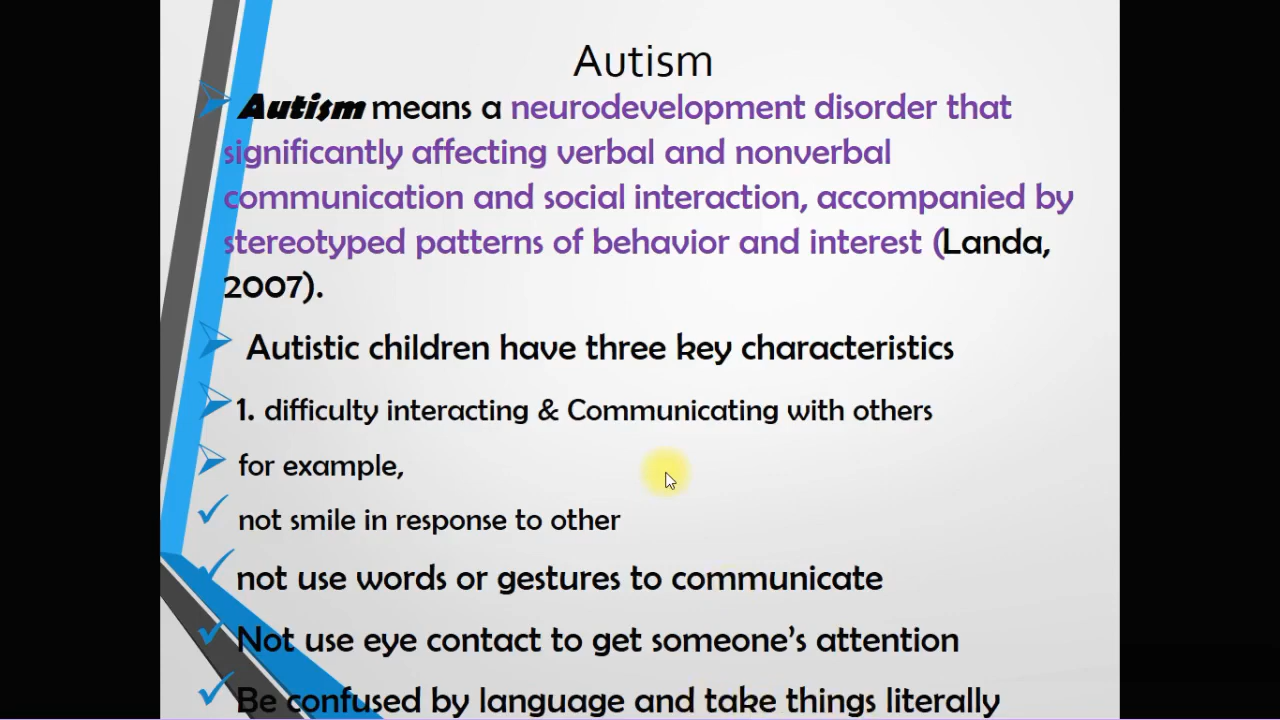 Autism
Autism means a neurodevelopment disorder that
significantly affecting verbal and nonverbal
communication and social interaction, accompanied by
stereotyped patterns of behavior and interest (Landa,
2007).
Autistic children have three key characteristics
1. difficulty interacting & Communicating with others
for example,
not smile in response to other
not use words or gestures to communicate
Not use eye contact to get someone’s attention
Be confused by language and take things literally